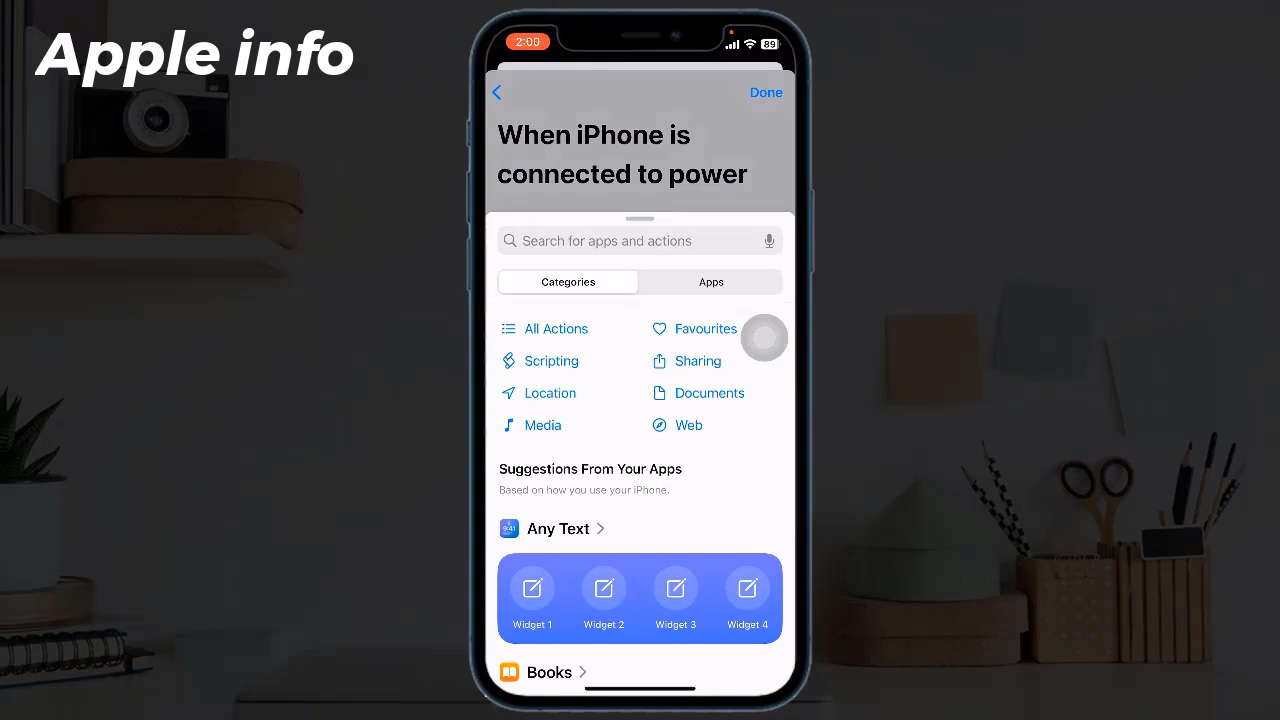 Apple info
2:00
89
Done
When iPhone is
connected to power
Search for apps and actions
Categories
Apps
All Actions
Favourites
Scripting
Sharing
Location
Documents
Media
Web
Suggestions From Your Apps
Based on how you use your iPhone.
9:41
Any Text
Widget 1
Widget 2
Widget 3
Widget 4
Books